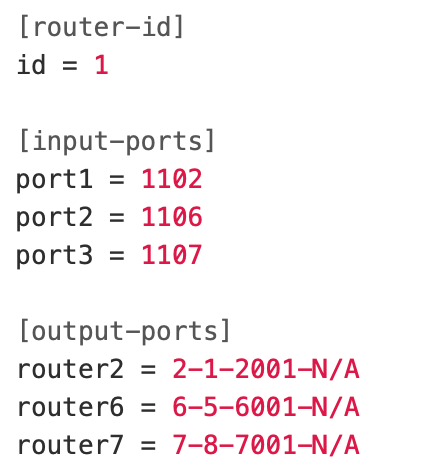 [router-id]
id = 1
[input-ports]
port1 = 1102
port2 = 1106
port3 = 1107
[output-ports]
router2 = 2-1-2001-N/A
router6 = 6-5-6001-N/A
router7 = 7-8-7001-N/A